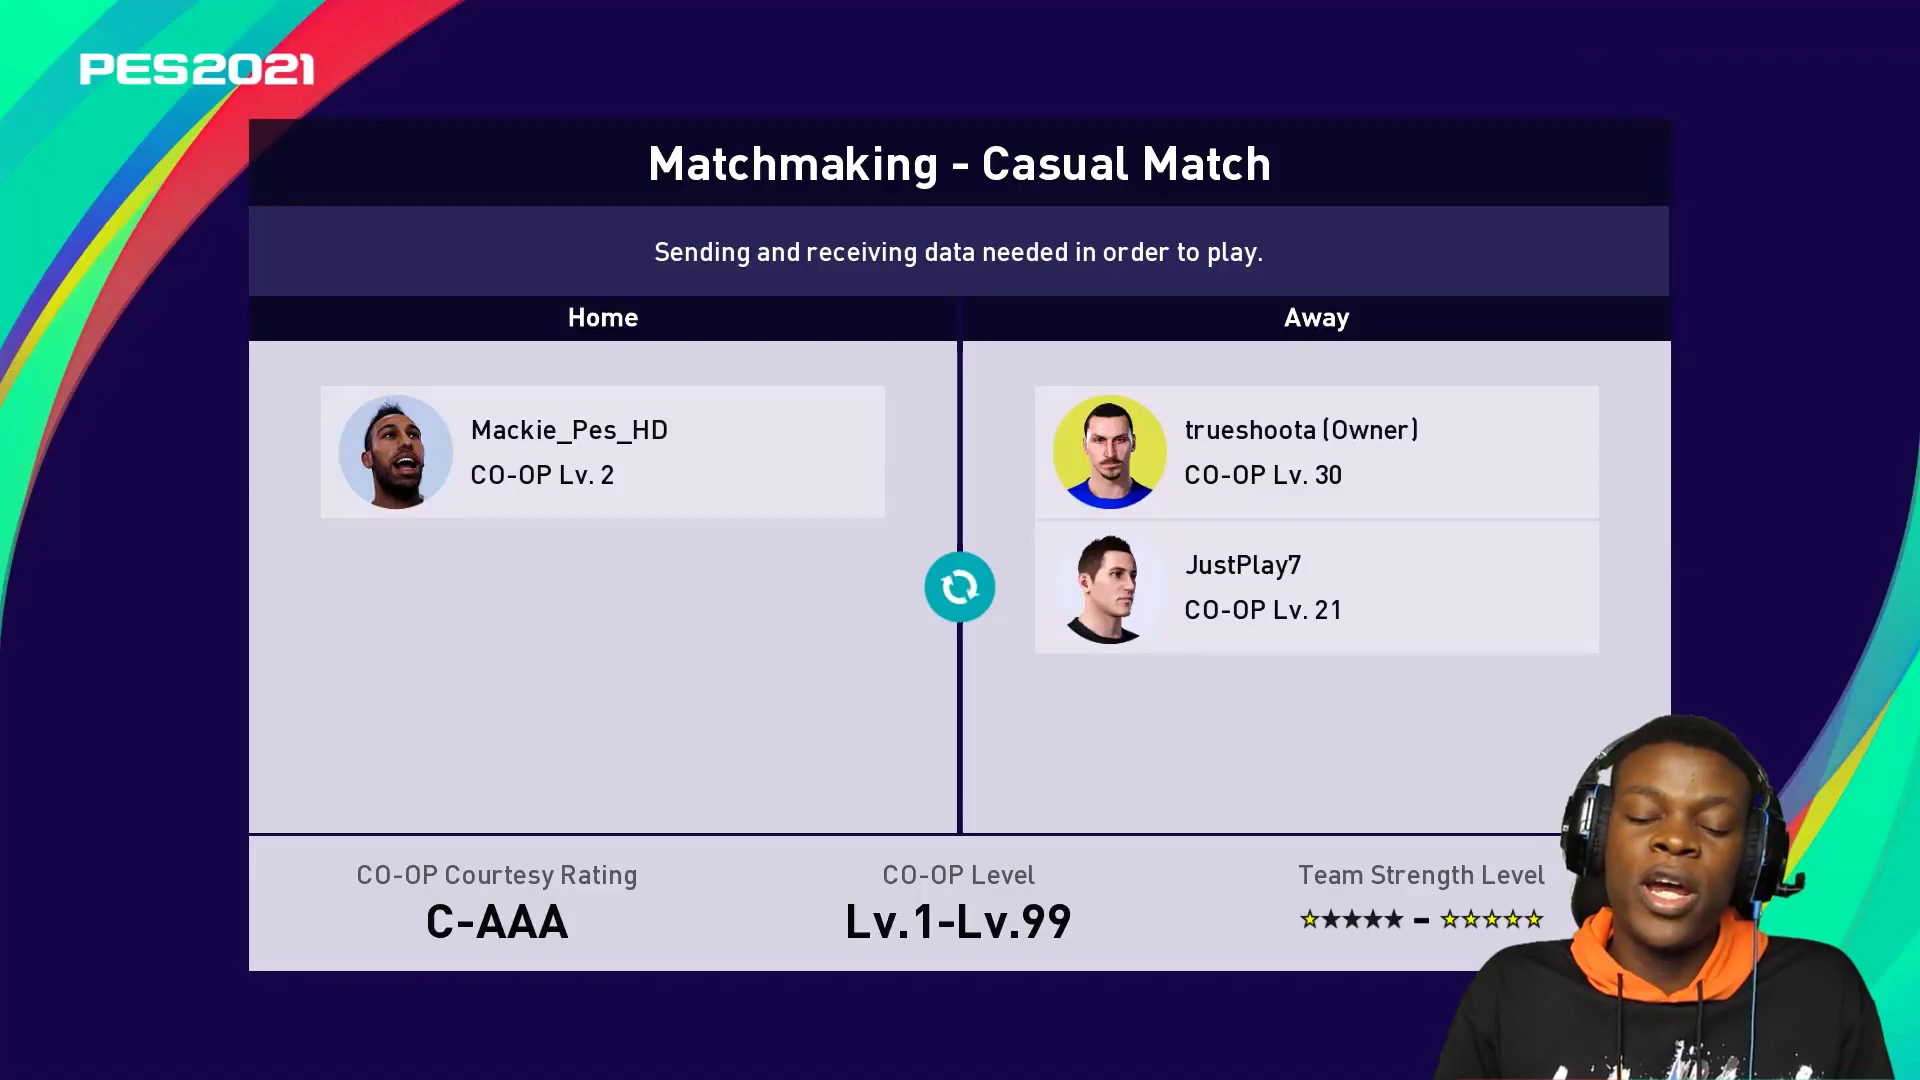 PES2021
Matchmaking - Casual Match
Sending and receiving data needed in order to play.
Home
Away
Mackie_Pes_HD
CO-OP Lv. 2
trueshoota (Owner)
CO-OP Lv. 30
JustPlay7
CO-OP Lv. 21
CO-OP Courtesy Rating
C-AAA
CO-OP Level
Lv.1-Lv.99
Team Strength Level
★★★★★ - ★★★★★